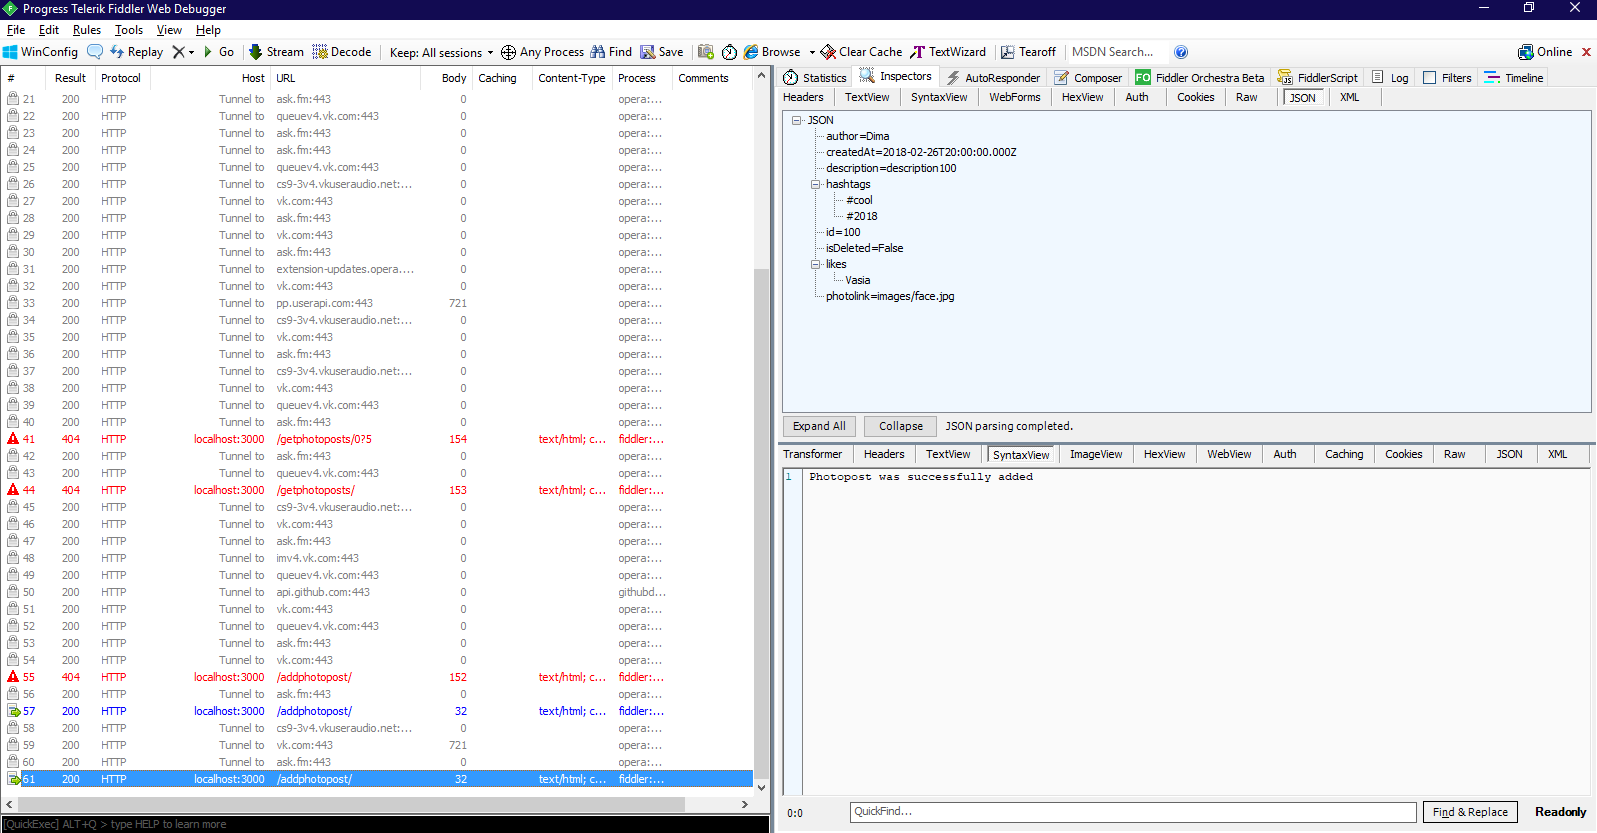 Progress Telerik Fiddler Web Debugger
File Edit Rules Tools View Help
WinConfig Replay Go Stream Decode Keep: All sessions Any Process Find Save Browse Clear Cache TextWizard Tearoff MSDN Search... Online
# Result Protocol Host URL Body Caching Content-Type Process Comments
21 200 HTTP Tunnel to ask.fm:443 0 opera:...
22 200 HTTP Tunnel to queuev4.vk.com:443 0 opera:...
23 200 HTTP Tunnel to ask.fm:443 0 opera:...
24 200 HTTP Tunnel to ask.fm:443 0 opera:...
25 200 HTTP Tunnel to queuev4.vk.com:443 0 opera:...
26 200 HTTP Tunnel to cs9-3v4.vkuseraudio.net:... 0 opera:...
27 200 HTTP Tunnel to vk.com:443 0 opera:...
28 200 HTTP Tunnel to ask.fm:443 0 opera:...
29 200 HTTP Tunnel to vk.com:443 0 opera:...
30 200 HTTP Tunnel to ask.fm:443 0 opera:...
31 200 HTTP Tunnel to extension-updates.opera.... 0 opera:...
32 200 HTTP Tunnel to vk.com:443 0 opera:...
33 200 HTTP Tunnel to pp.userapi.com:443 721 opera:...
34 200 HTTP Tunnel to cs9-3v4.vkuseraudio.net:... 0 opera:...
35 200 HTTP Tunnel to vk.com:443 0 opera:...
36 200 HTTP Tunnel to ask.fm:443 0 opera:...
37 200 HTTP Tunnel to cs9-3v4.vkuseraudio.net:... 0 opera:...
38 200 HTTP Tunnel to vk.com:443 0 opera:...
39 200 HTTP Tunnel to queuev4.vk.com:443 0 opera:...
40 200 HTTP Tunnel to ask.fm:443 0 opera:...
41 404 HTTP localhost:3000 /getphotoposts/0?5 154 text/html; c... fiddler:...
42 200 HTTP Tunnel to ask.fm:443 0 opera:...
43 200 HTTP Tunnel to queuev4.vk.com:443 0 opera:...
44 404 HTTP localhost:3000 /getphotoposts/ 153 text/html; c... fiddler:...
45 200 HTTP Tunnel to cs9-3v4.vkuseraudio.net:... 0 opera:...
46 200 HTTP Tunnel to vk.com:443 0 opera:...
47 200 HTTP Tunnel to ask.fm:443 0 opera:...
48 200 HTTP Tunnel to imv4.vk.com:443 0 opera:...
49 200 HTTP Tunnel to queuev4.vk.com:443 0 opera:...
50 200 HTTP Tunnel to api.github.com:443 0 githubd...
51 200 HTTP Tunnel to vk.com:443 0 opera:...
52 200 HTTP Tunnel to queuev4.vk.com:443 0 opera:...
53 200 HTTP Tunnel to ask.fm:443 0 opera:...
54 200 HTTP Tunnel to vk.com:443 0 opera:...
55 404 HTTP localhost:3000 /addphotopost/ 152 text/html; c... fiddler:...
56 200 HTTP Tunnel to ask.fm:443 0 opera:...
57 200 HTTP localhost:3000 /addphotopost/ 32 text/html; c... fiddler:...
58 200 HTTP Tunnel to cs9-3v4.vkuseraudio.net:... 0 opera:...
59 200 HTTP Tunnel to vk.com:443 721 opera:...
60 200 HTTP Tunnel to ask.fm:443 0 opera:...
61 200 HTTP localhost:3000 /addphotopost/ 32 text/html; c... fiddler:...
[QuickExec] ALT+Q > type HELP to learn more
Statistics Inspectors AutoResponder Composer FO Fiddler Orchestra Beta FiddlerScript Log Filters Timeline
Headers TextView SyntaxView WebForms HexView Auth Cookies Raw JSON XML
JSON
author=Dima
createdAt=2018-02-26T20:00:00.000Z
description=description100
hashtags
#cool
#2018
id=100
isDeleted=False
likes
Vasia
photolink=images/face.jpg
Expand All Collapse JSON parsing completed.
Transformer Headers TextView SyntaxView ImageView HexView WebView Auth Caching Cookies Raw JSON XML
1 Photopost was successfully added
0:0 QuickFind... Find & Replace Readonly